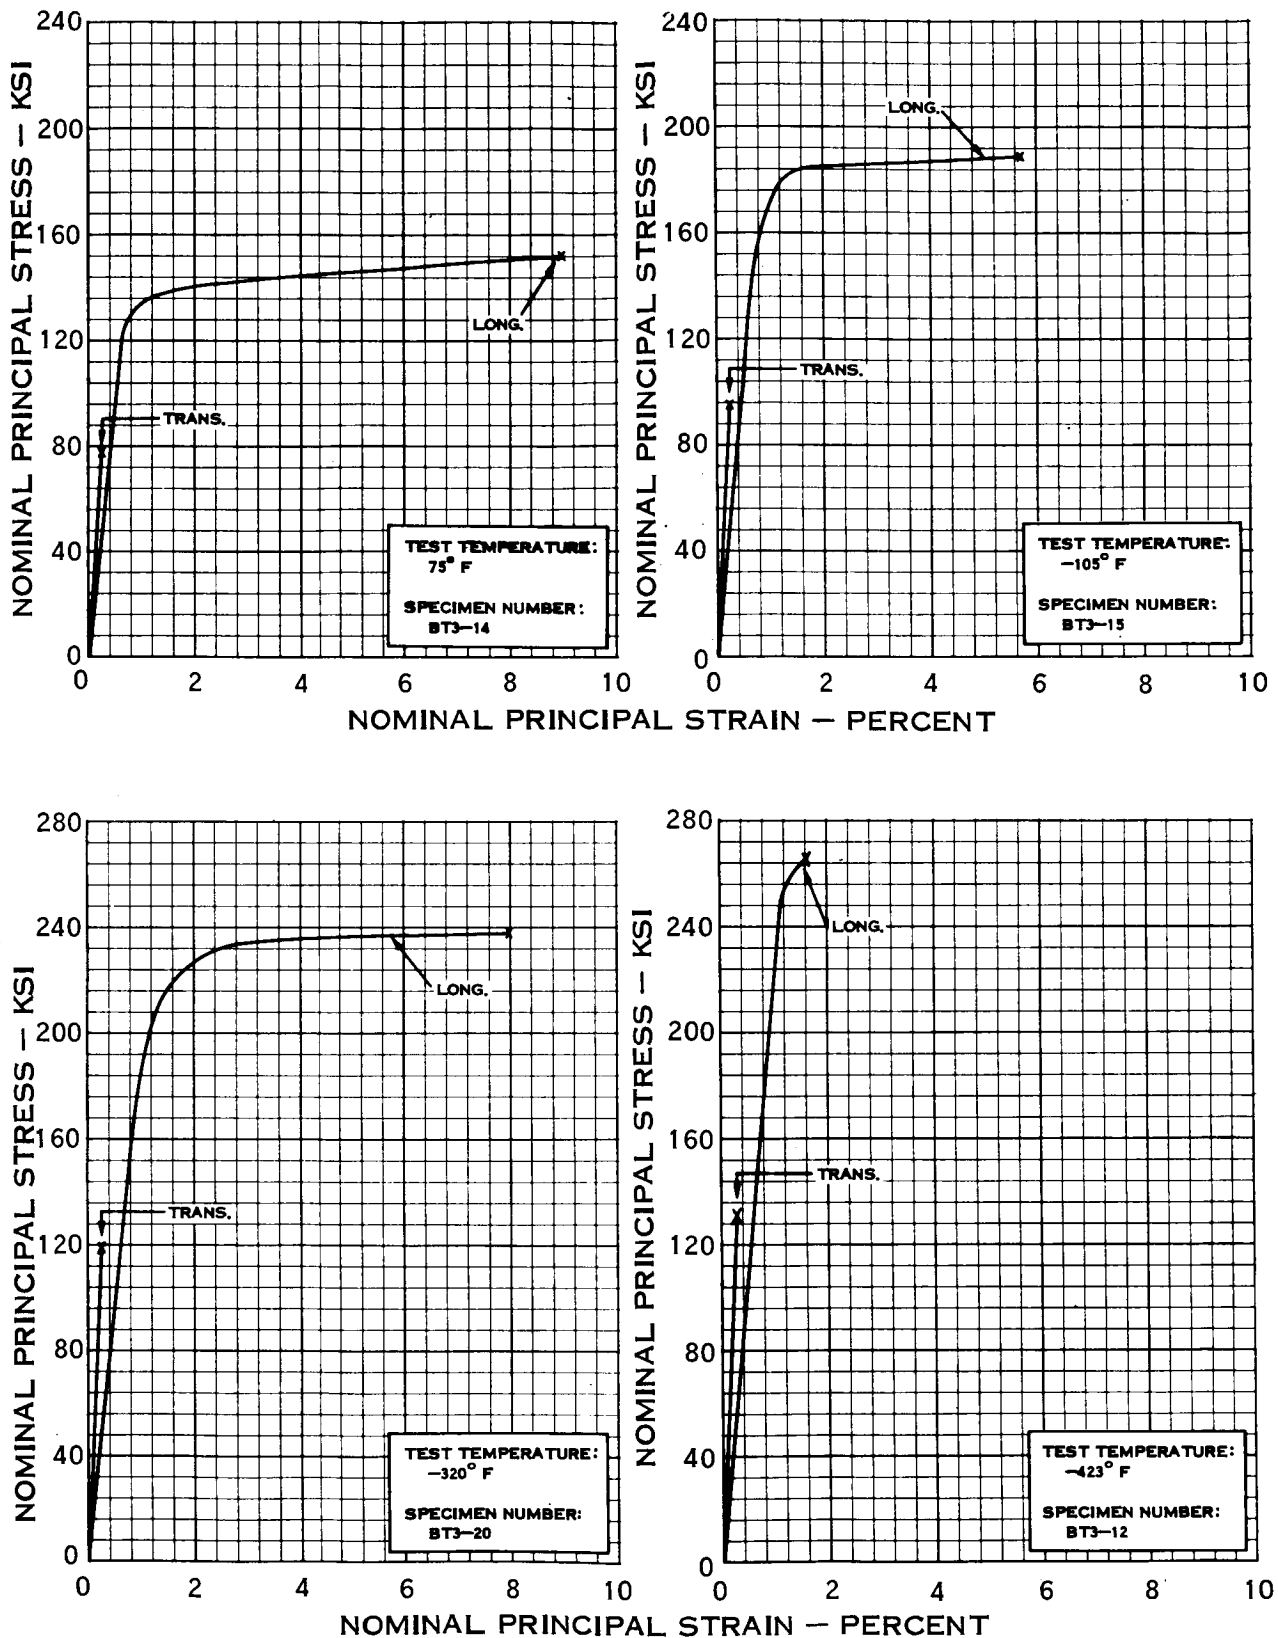 NOMINAL PRINCIPAL STRESS — KSI
240
200
160
120
80
40
0
0 2 4 6 8 10
LONG.
TRANS.
TEST TEMPERATURE:
75° F
SPECIMEN NUMBER:
BT3—14
NOMINAL PRINCIPAL STRESS — KSI
240
200
160
120
80
40
0
0 2 4 6 8 10
LONG.
TRANS.
TEST TEMPERATURE:
—105° F
SPECIMEN NUMBER:
BT3—15
NOMINAL PRINCIPAL STRAIN — PERCENT
NOMINAL PRINCIPAL STRESS — KSI
280
240
200
160
120
80
40
0
0 2 4 6 8 10
LONG.
TRANS.
TEST TEMPERATURE:
—320° F
SPECIMEN NUMBER:
BT3—20
NOMINAL PRINCIPAL STRESS — KSI
280
240
200
160
120
80
40
0
0 2 4 6 8 10
LONG.
TRANS.
TEST TEMPERATURE:
—423° F
SPECIMEN NUMBER:
BT3—12
NOMINAL PRINCIPAL STRAIN — PERCENT